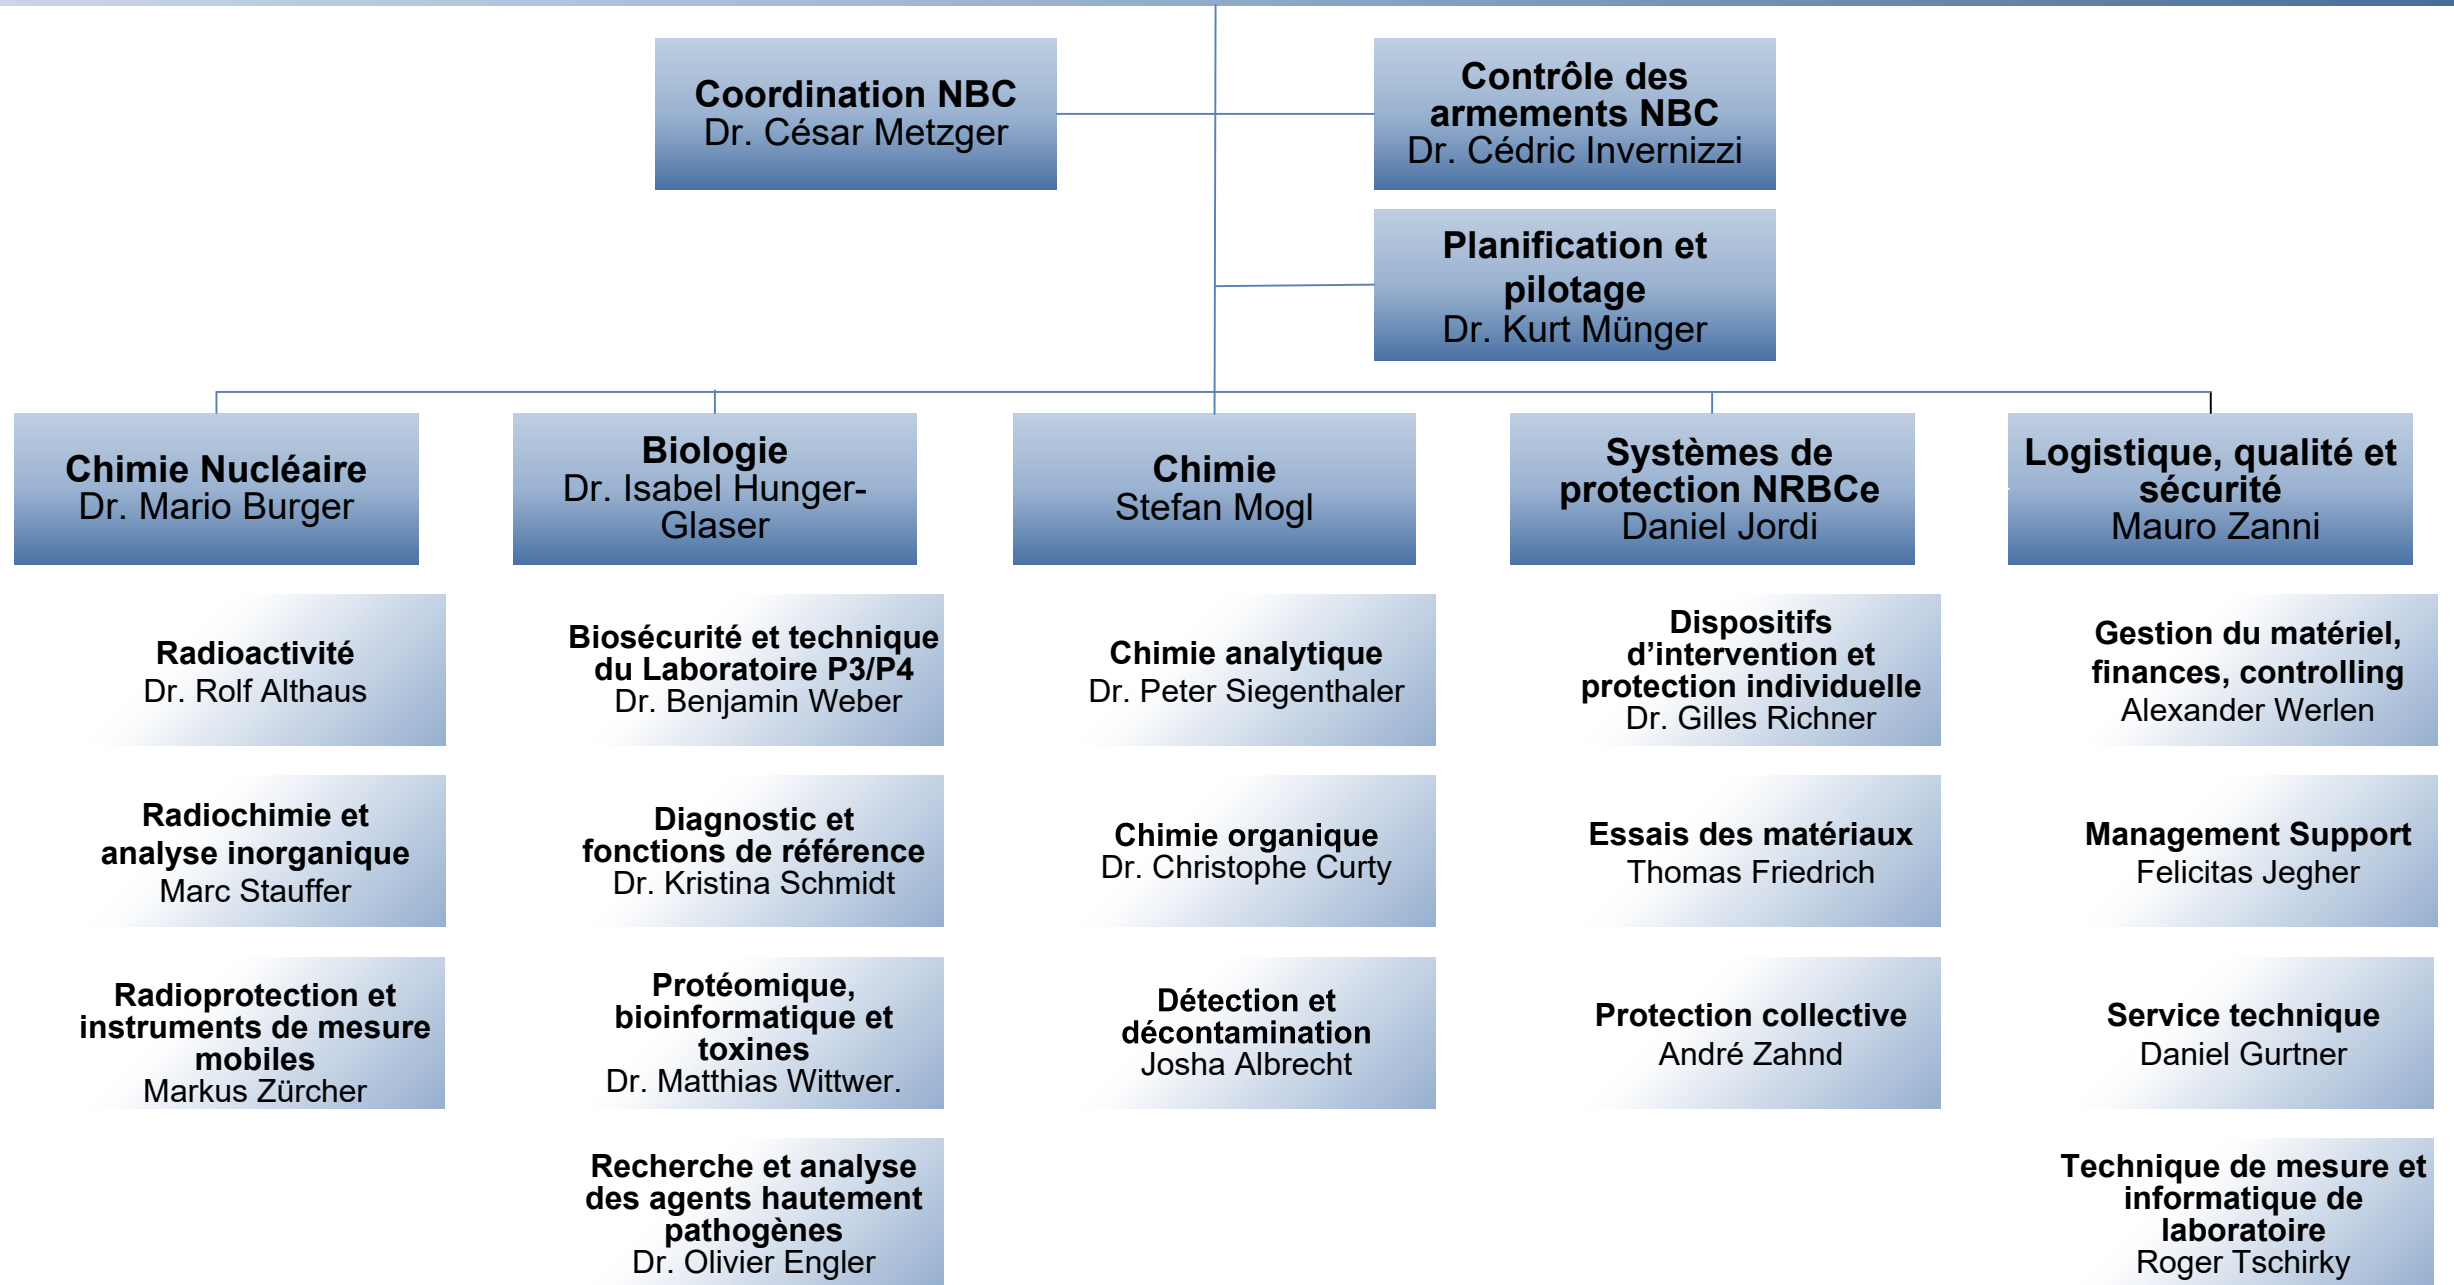 Coordination NBC
Dr. César Metzger
Contrôle des
armements NBC
Dr. Cédric Invernizzi
Planification et
pilotage
Dr. Kurt Münger
Chimie Nucléaire
Dr. Mario Burger
Biologie
Dr. Isabel Hunger-
Glaser
Chimie
Stefan Mogl
Systèmes de
protection NRBCe
Daniel Jordi
Logistique, qualité et
sécurité
Mauro Zanni
Radioactivité
Dr. Rolf Althaus
Biosécurité et technique
du Laboratoire P3/P4
Dr. Benjamin Weber
Chimie analytique
Dr. Peter Siegenthaler
Dispositifs
d’intervention et
protection individuelle
Dr. Gilles Richner
Gestion du matériel,
finances, controlling
Alexander Werlen
Radiochimie et
analyse inorganique
Marc Stauffer
Diagnostic et
fonctions de référence
Dr. Kristina Schmidt
Chimie organique
Dr. Christophe Curty
Essais des matériaux
Thomas Friedrich
Management Support
Felicitas Jegher
Radioprotection et
instruments de mesure
mobiles
Markus Zürcher
Protéomique,
bioinformatique et
toxines
Dr. Matthias Wittwer.
Détection et
décontamination
Josha Albrecht
Protection collective
André Zahnd
Service technique
Daniel Gurtner
Recherche et analyse
des agents hautement
pathogènes
Dr. Olivier Engler
Technique de mesure et
informatique de
laboratoire
Roger Tschirky